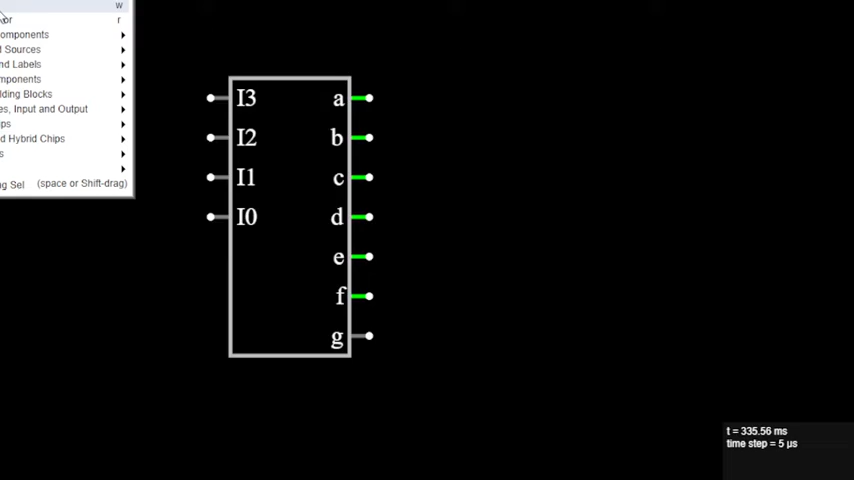 w
or r
omponents
Sources
nd Labels
mponents
lding Blocks
es, Input and Output
ps
d Hybrid Chips
s
g Sel (space or Shift-drag)
I3 a
I2 b
I1 c
I0 d
e
f
g
t = 335.56 ms
time step = 5 µs